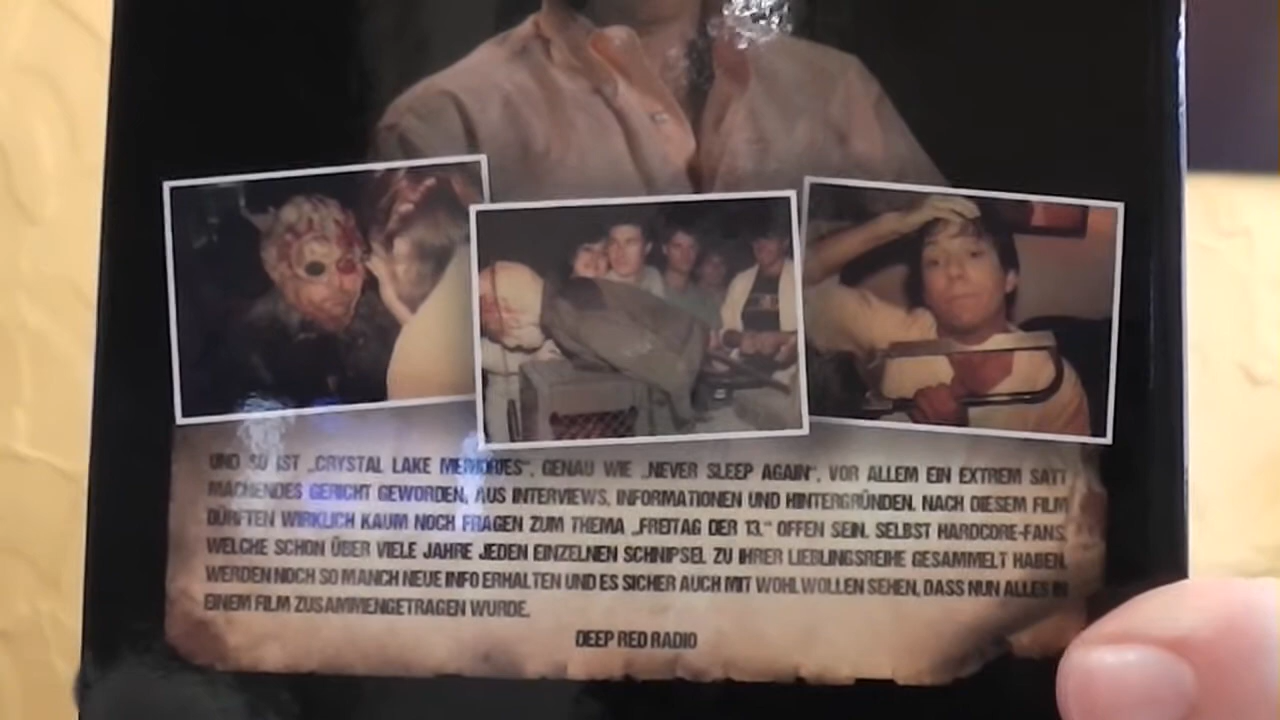 UND SO IST „CRYSTAL LAKE MEMORIES", GENAU WIE „NEVER SLEEP AGAIN", VOR ALLEM EIN EXTREM SATT
MACHENDES GERICHT GEWORDEN, AUS INTERVIEWS, INFORMATIONEN UND HINTERGRÜNDEN. NACH DIESEM FILM
DÜRFTEN WIRKLICH KAUM NOCH FRAGEN ZUM THEMA „FREITAG DER 13." OFFEN SEIN. SELBST HARDCORE-FANS,
WELCHE SCHON ÜBER VIELE JAHRE JEDEN EINZELNEN SCHNIPSEL ZU IHRER LIEBLINGSREIHE GESAMMELT HABEN,
WERDEN NOCH SO MANCH NEUE INFO ERHALTEN UND ES SICHER AUCH MIT WOHLWOLLEN SEHEN, DASS NUN ALLES IN
EINEM FILM ZUSAMMENGETRAGEN WURDE.
DEEP RED RADIO